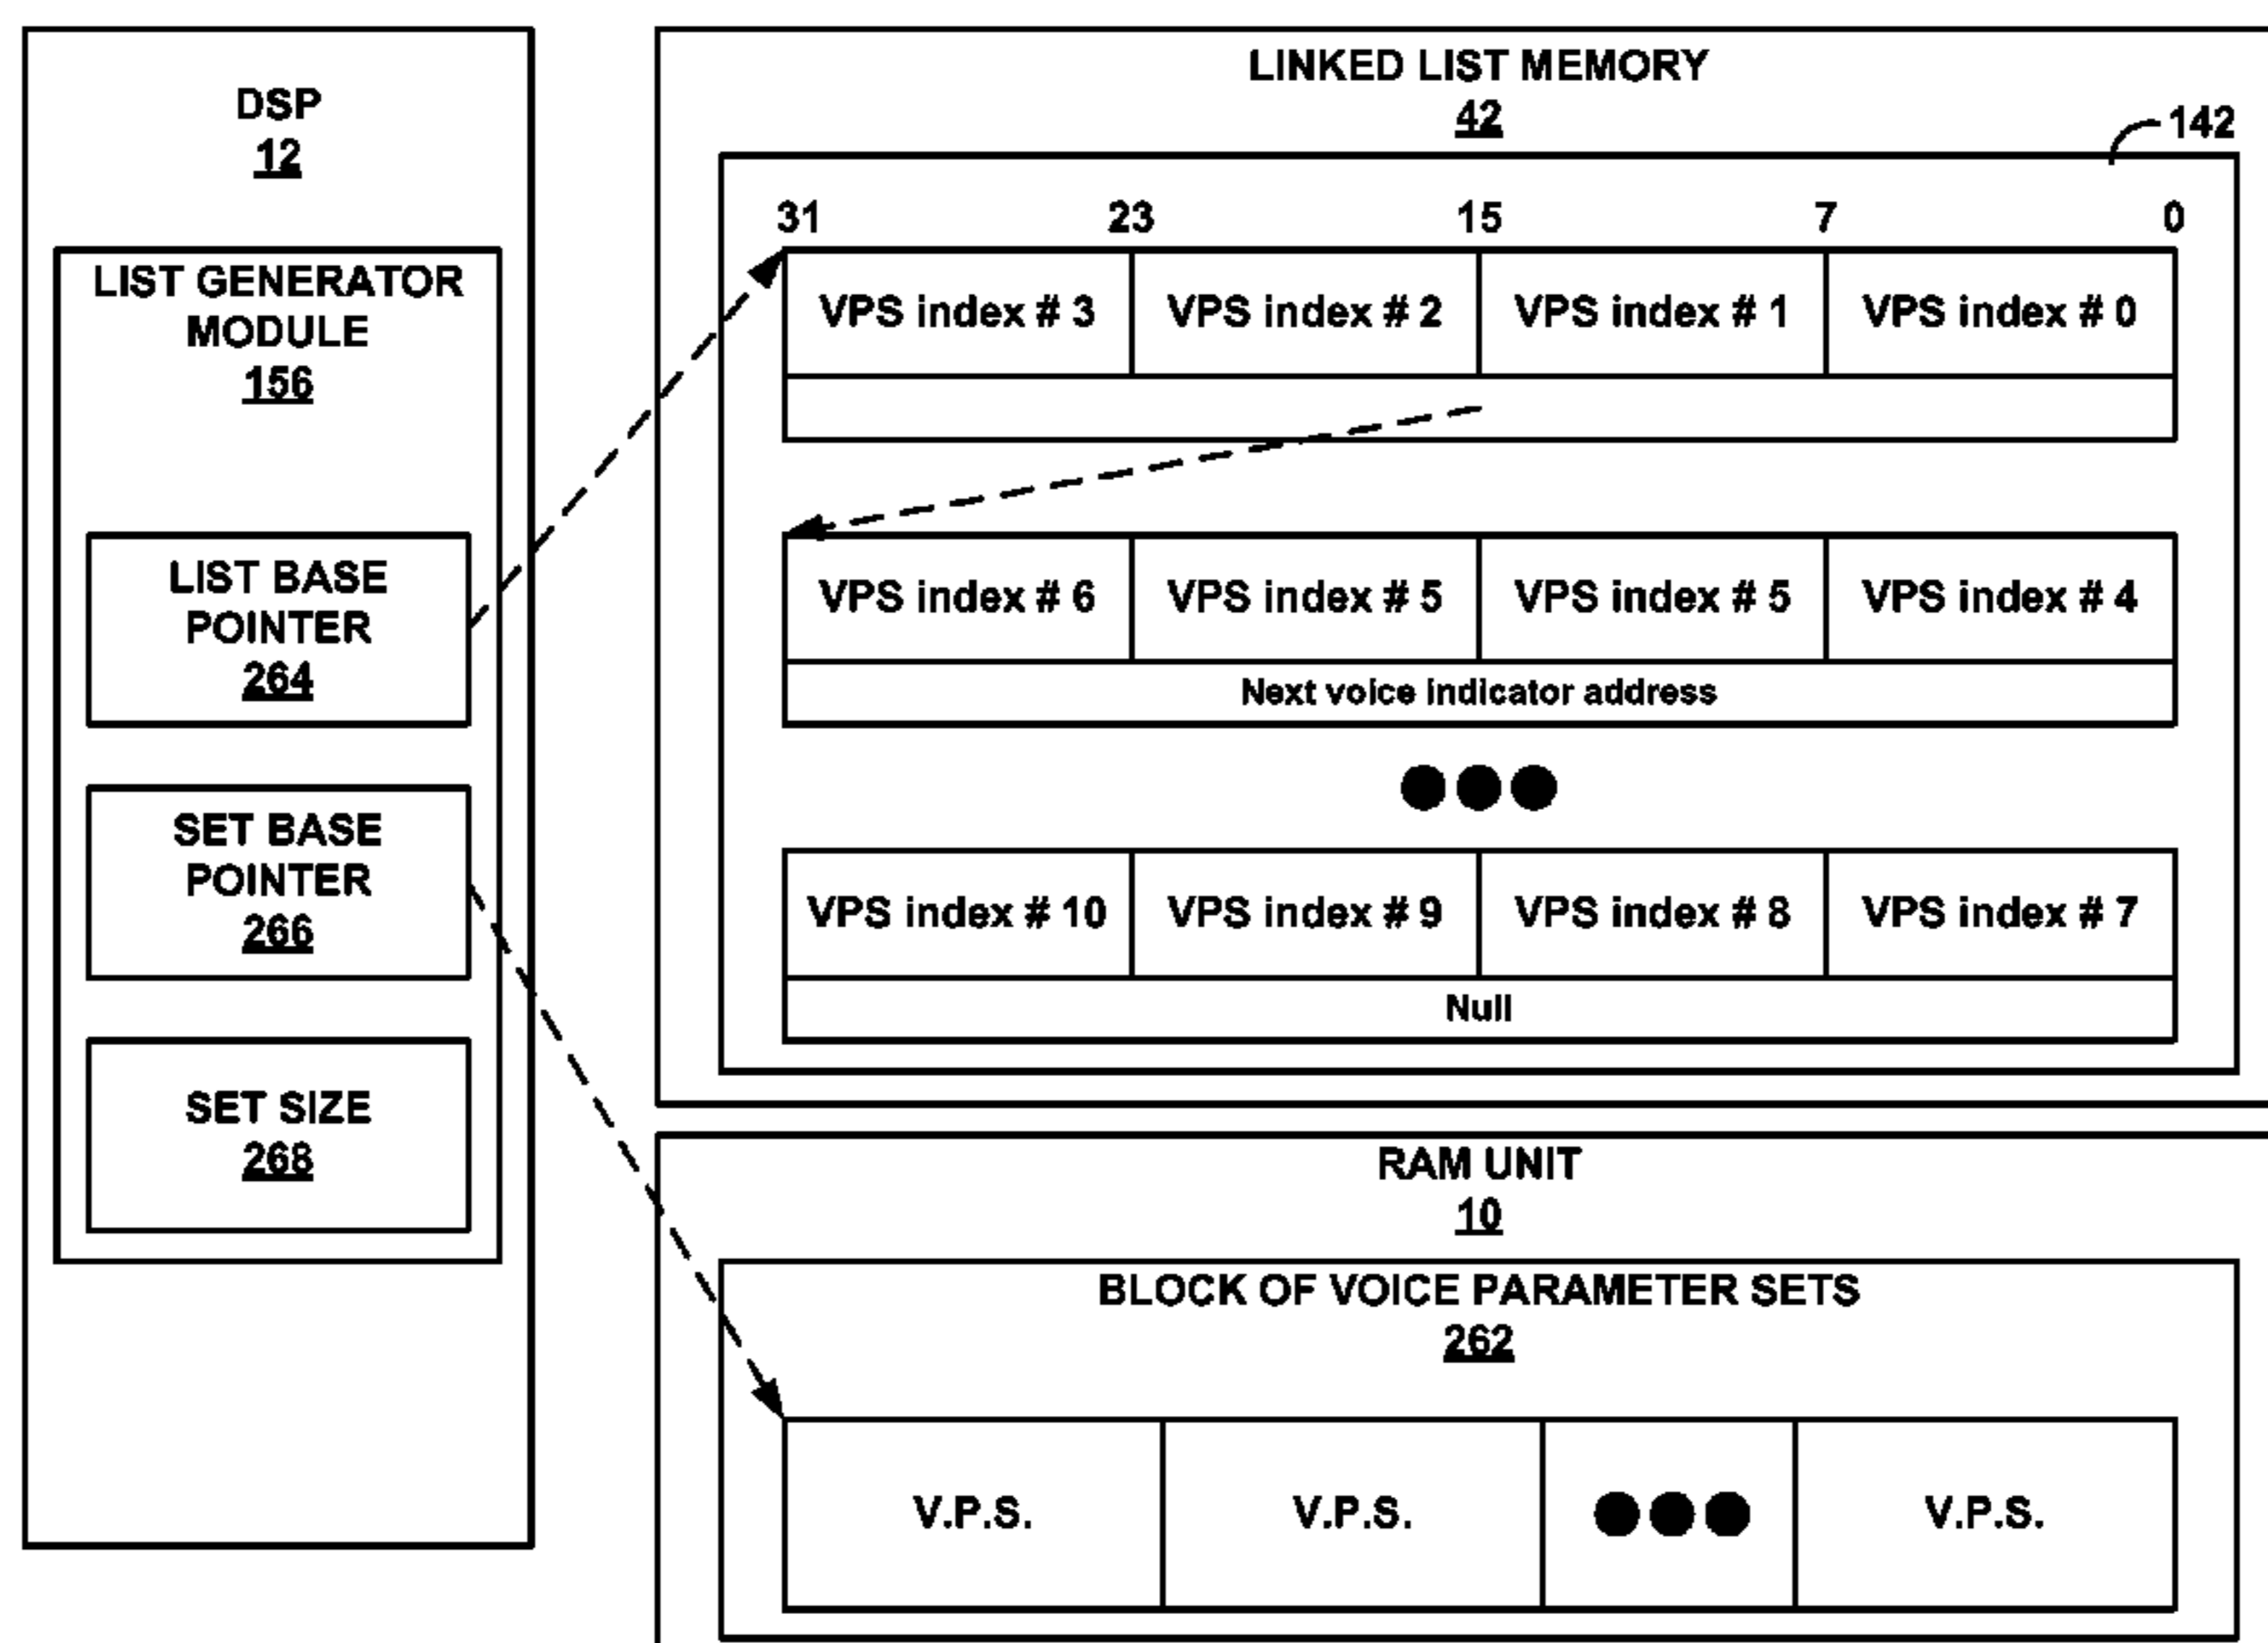 DSP
12
LIST GENERATOR
MODULE
156
LIST BASE
POINTER
264
SET BASE
POINTER
266
SET SIZE
268
LINKED LIST MEMORY
42
142
31 23 15 7 0
VPS index # 3 VPS index # 2 VPS index # 1 VPS index # 0
VPS index # 6 VPS index # 5 VPS index # 5 VPS index # 4
Next voice indicator address
VPS index # 10 VPS index # 9 VPS index # 8 VPS index # 7
Null
RAM UNIT
10
BLOCK OF VOICE PARAMETER SETS
262
V.P.S. V.P.S. V.P.S.